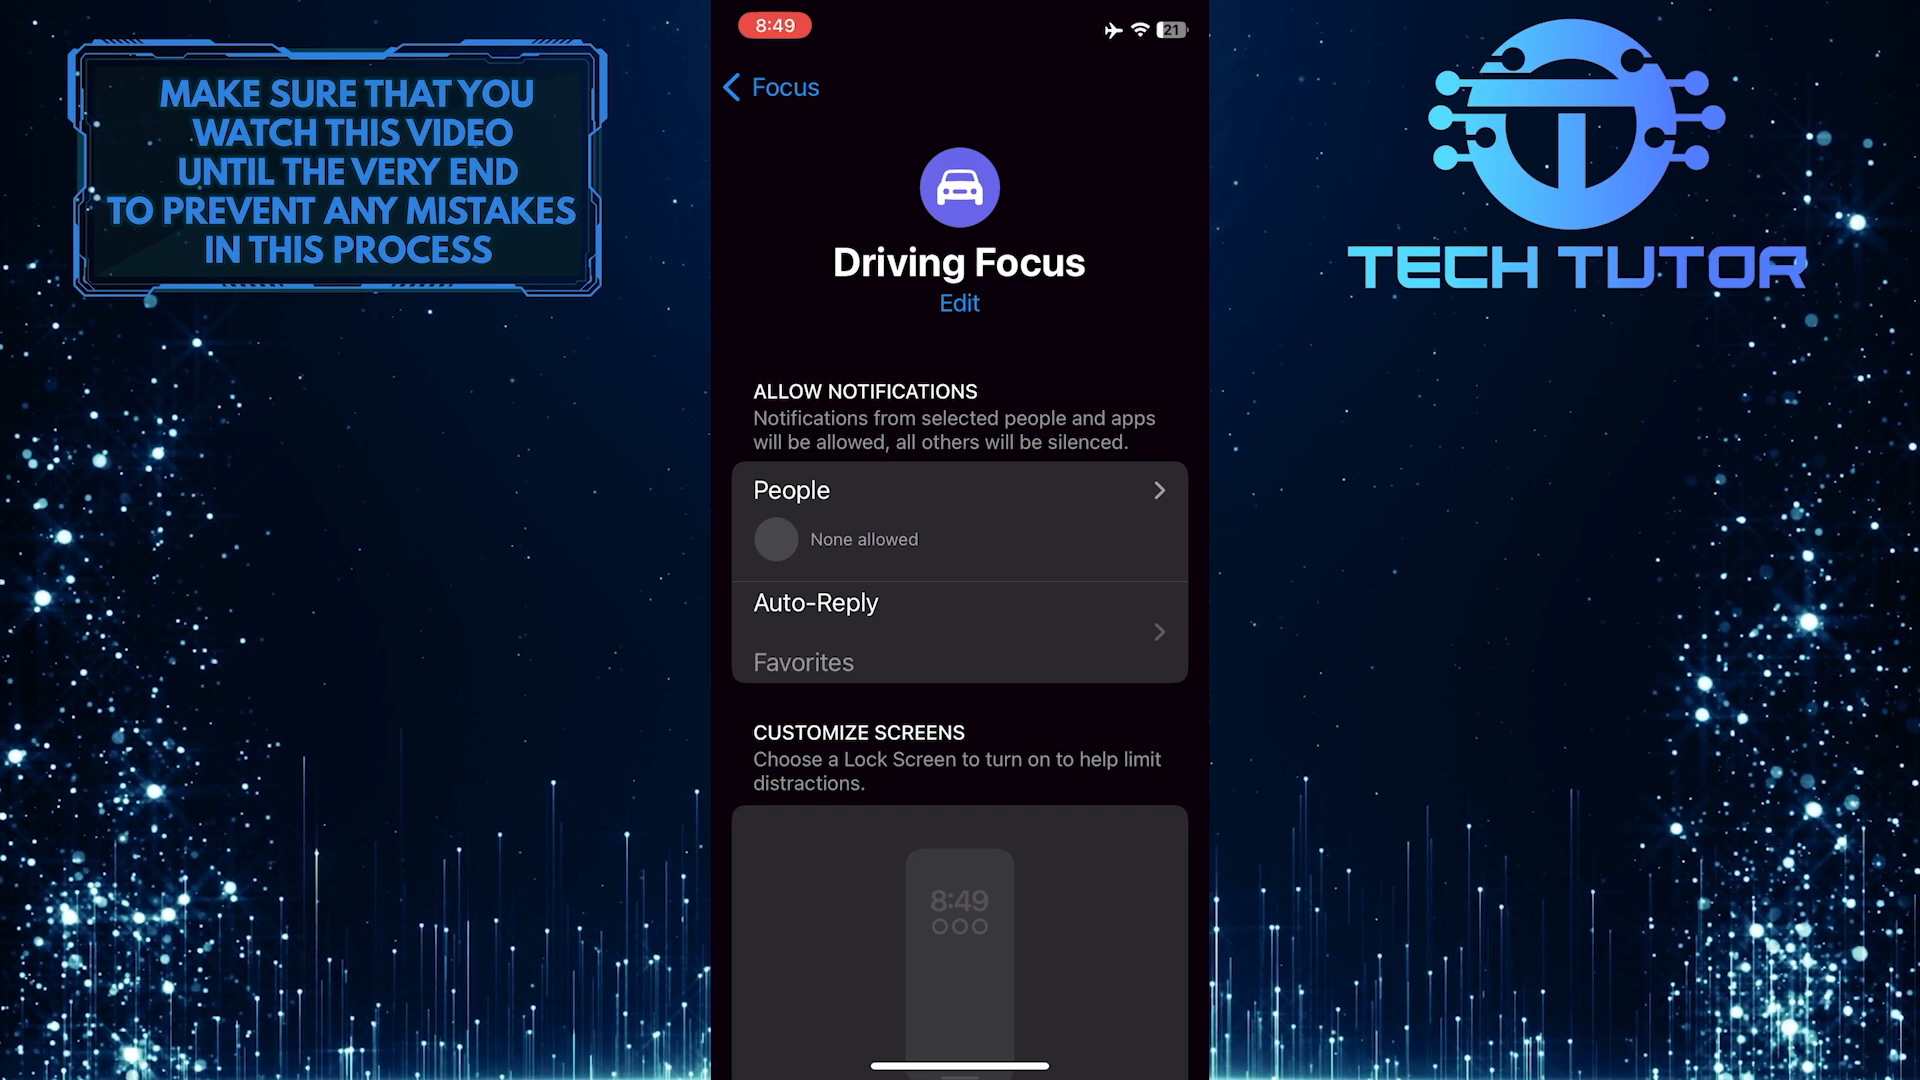 MAKE SURE THAT YOU
WATCH THIS VIDEO
UNTIL THE VERY END
TO PREVENT ANY MISTAKES
IN THIS PROCESS
8:49
21
Focus
Driving Focus
Edit
ALLOW NOTIFICATIONS
Notifications from selected people and apps
will be allowed, all others will be silenced.
People
None allowed
Auto-Reply
Favorites
CUSTOMIZE SCREENS
Choose a Lock Screen to turn on to help limit
distractions.
8:49
TECH TUTOR